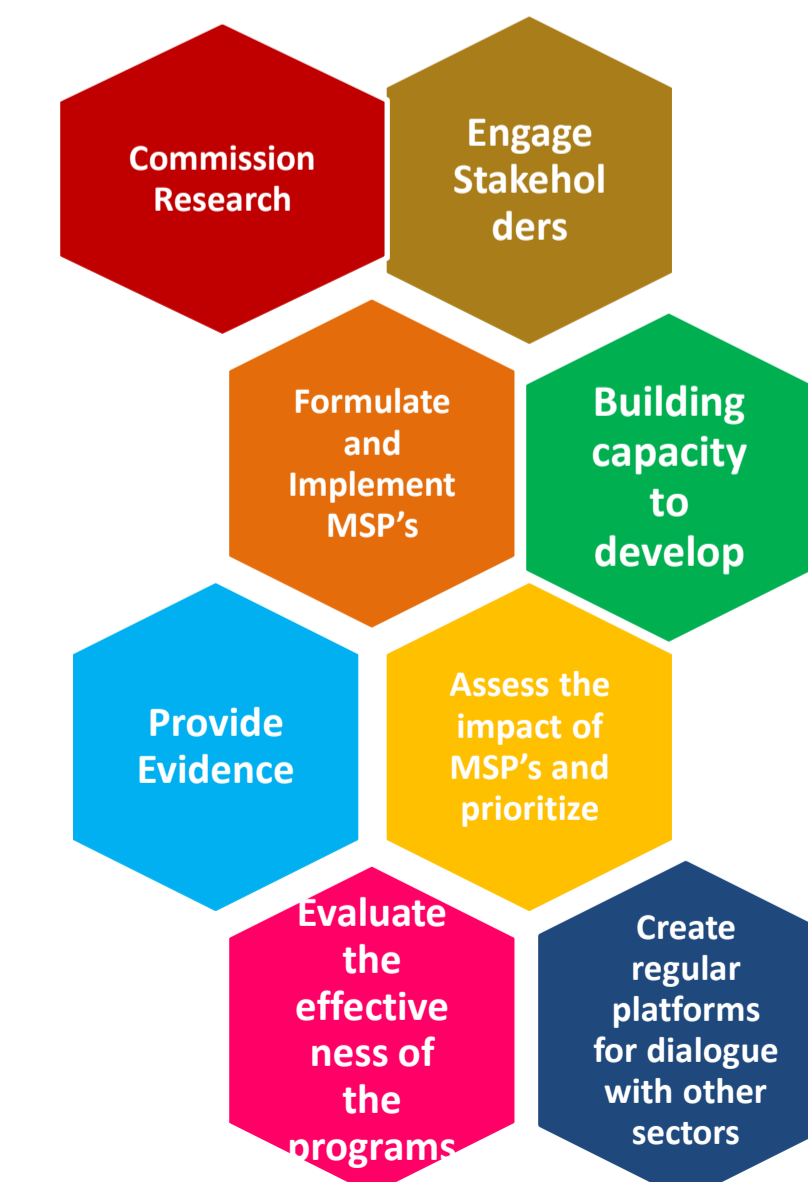 Commission
Research
Engage
Stakehol
ders
Formulate
and
Implement
MSP’s
Building
capacity
to
develop
Provide
Evidence
Assess the
impact of
MSP’s and
prioritize
Evaluate
the
effective
ness of
the
programs
Create
regular
platforms
for dialogue
with other
sectors